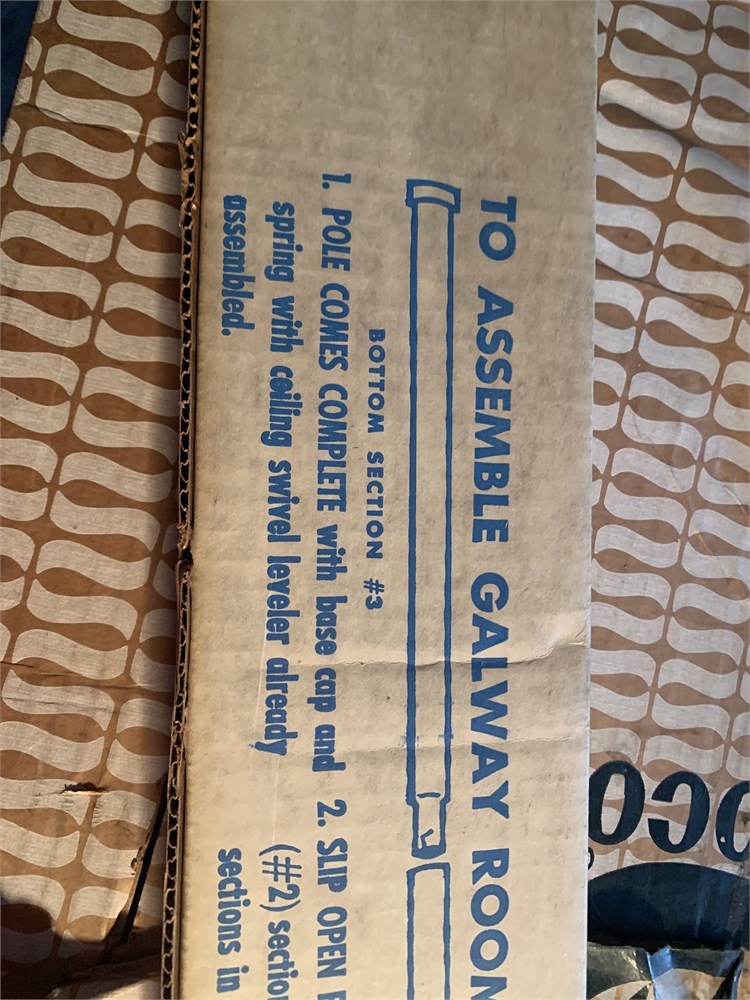 TO ASSEMBLE GALWAY ROOM
BOTTOM SECTION #3
1. POLE COMES COMPLETE with base cap and
spring with ceiling swivel leveler already
assembled.
2. SLIP OPEN
(#2) section
sections in